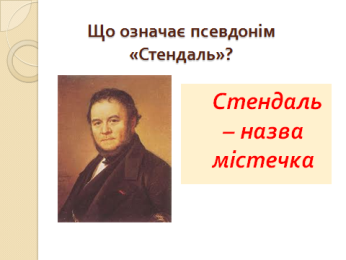 Що означає псевдонім
«Стендаль»?
Стендаль
– назва
містечка